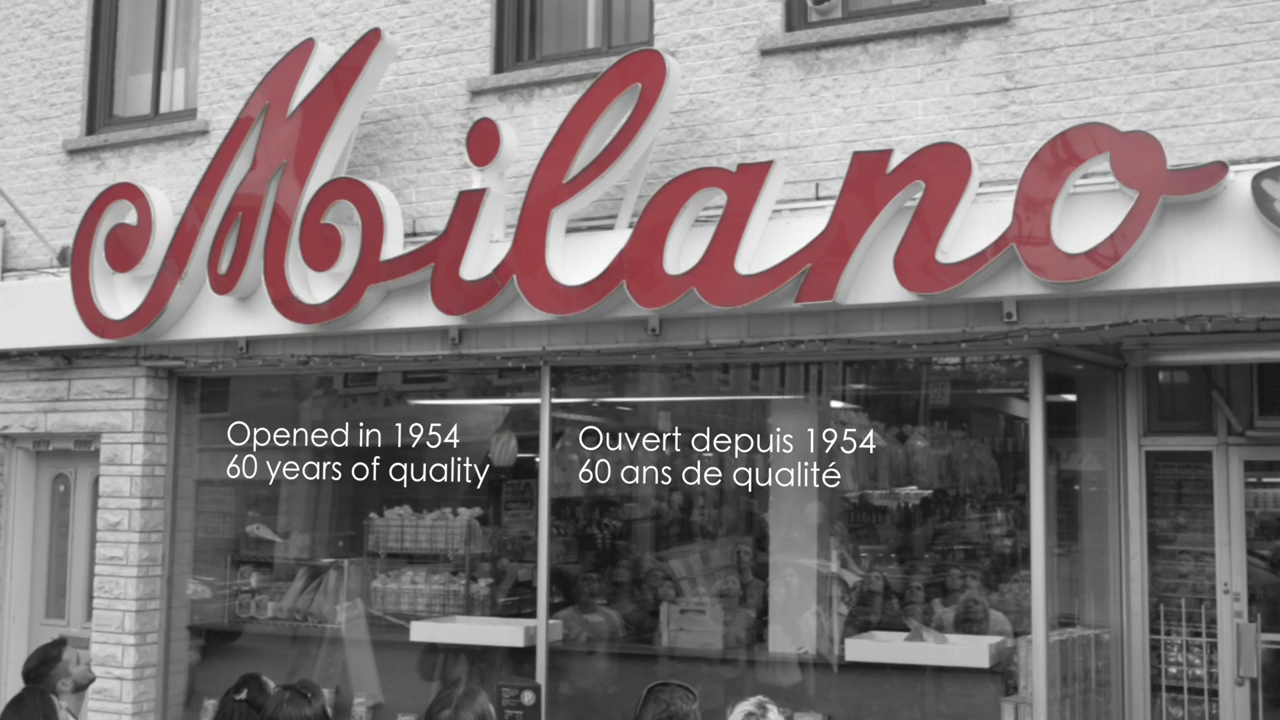 Milano
Opened in 1954
60 years of quality
Ouvert depuis 1954
60 ans de qualité